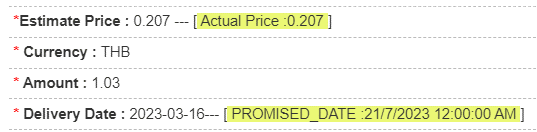 *Estimate Price : 0.207 --- [ Actual Price :0.207 ]
* Currency : THB
* Amount : 1.03
* Delivery Date : 2023-03-16--- [ PROMISED_DATE :21/7/2023 12:00:00 AM ]